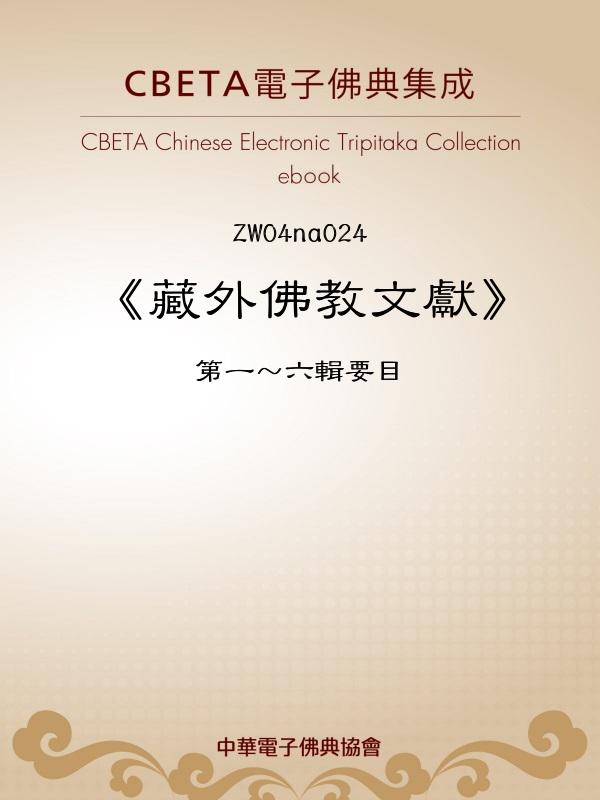 CBETA電子佛典集成
CBETA Chinese Electronic Tripitaka Collection
ebook
ZW04na024
《藏外佛教文獻》
第一～六輯要目
中華電子佛典協會